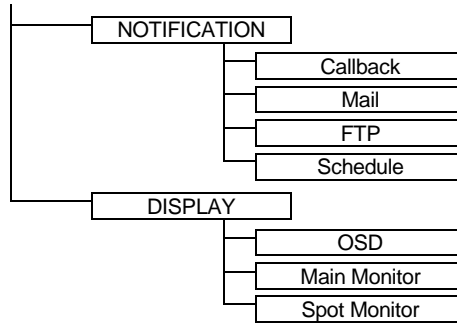 NOTIFICATION
Callback
Mail
FTP
Schedule
DISPLAY
OSD
Main Monitor
Spot Monitor